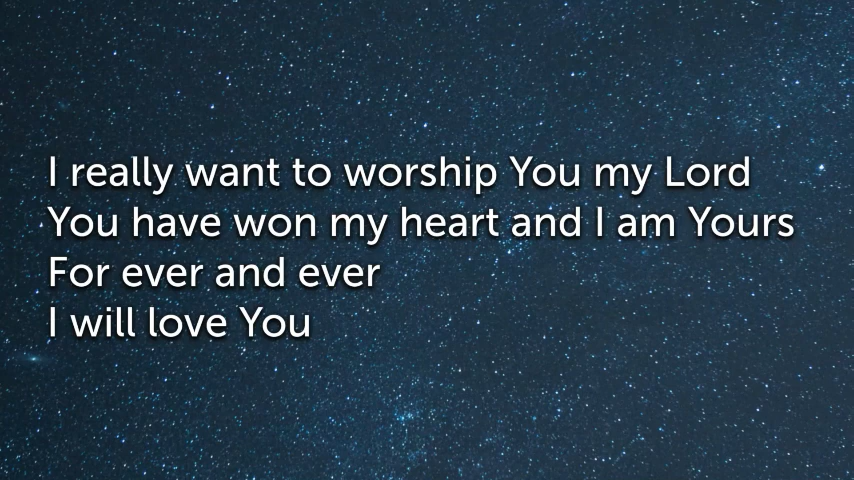 I really want to worship You my Lord
You have won my heart and I am Yours
For ever and ever
I will love You